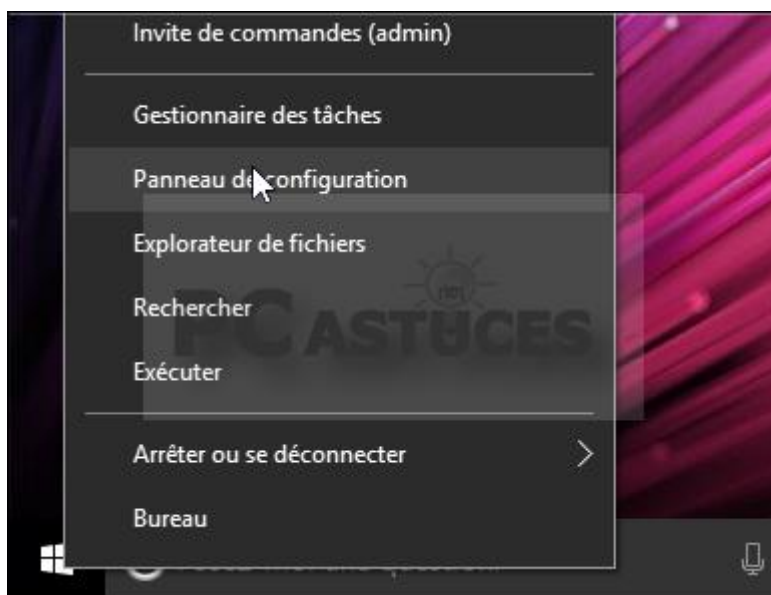 Invite de commandes (admin)
Gestionnaire des tâches
Panneau de configuration
Explorateur de fichiers
Rechercher
PC ASTUCES
Exécuter
Arrêter ou se déconnecter
Bureau